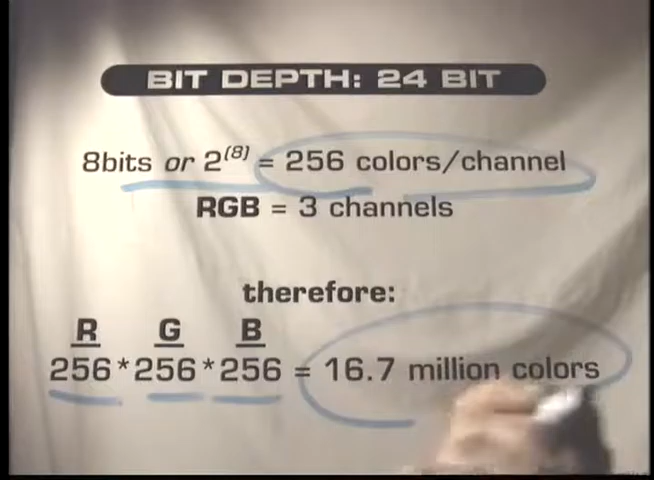 BIT DEPTH: 24 BIT
8bits or 2^(8) = 256 colors/channel
RGB = 3 channels
therefore:
R G B
256*256*256 = 16.7 million colors